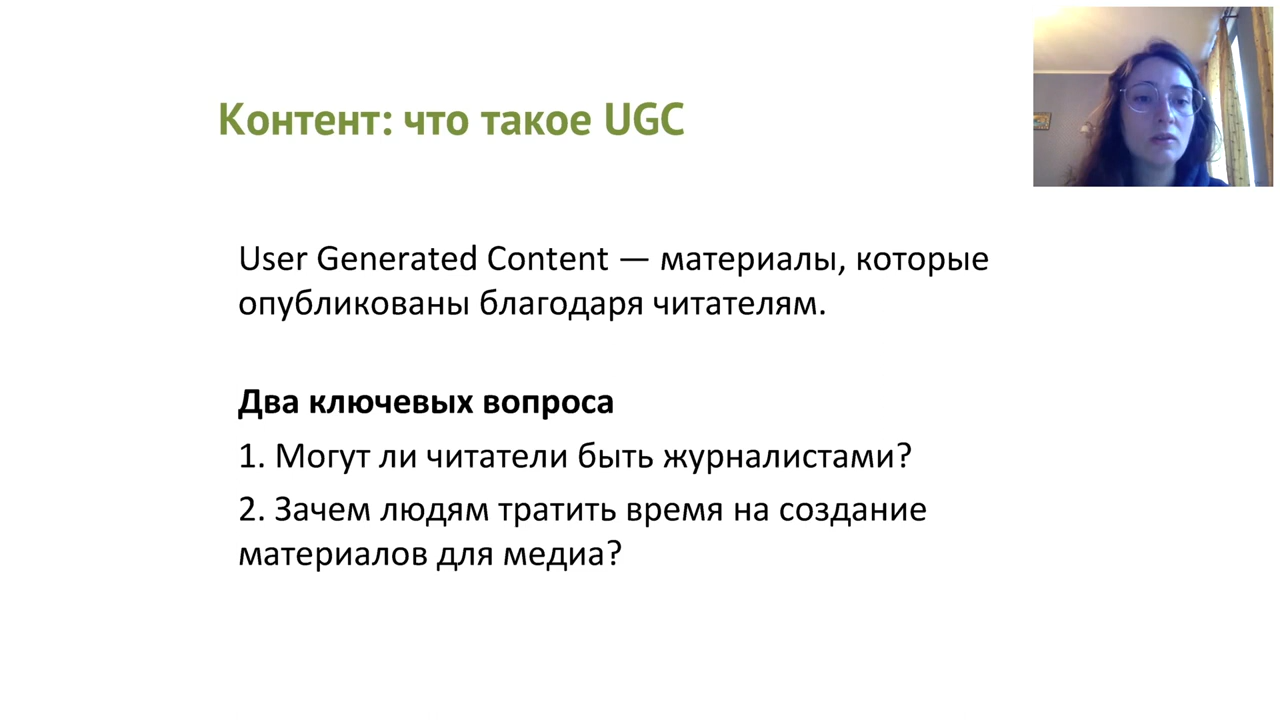 Контент: что такое UGC
User Generated Content — материалы, которые
опубликованы благодаря читателям.
Два ключевых вопроса
1. Могут ли читатели быть журналистами?
2. Зачем людям тратить время на создание
материалов для медиа?